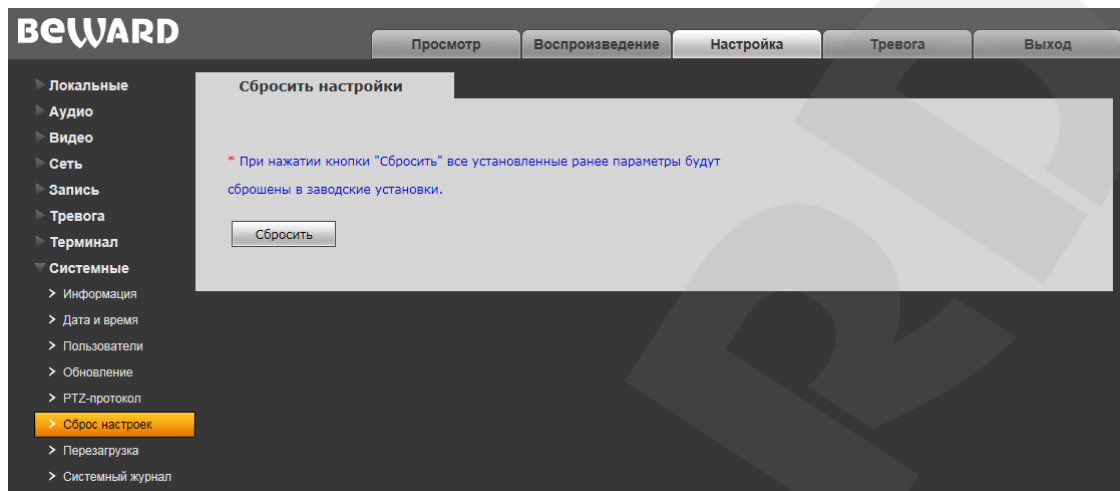 BEWARD
Просмотр
Воспроизведение
Настройка
Тревога
Выход
Локальные
Аудио
Видео
Сеть
Запись
Тревога
Терминал
Системные
Информация
Дата и время
Пользователи
Обновление
PTZ-протокол
Сброс настроек
Перезагрузка
Системный журнал
Сбросить настройки
* При нажатии кнопки "Сбросить" все установленные ранее параметры будут
сброшены в заводские установки.
Сбросить